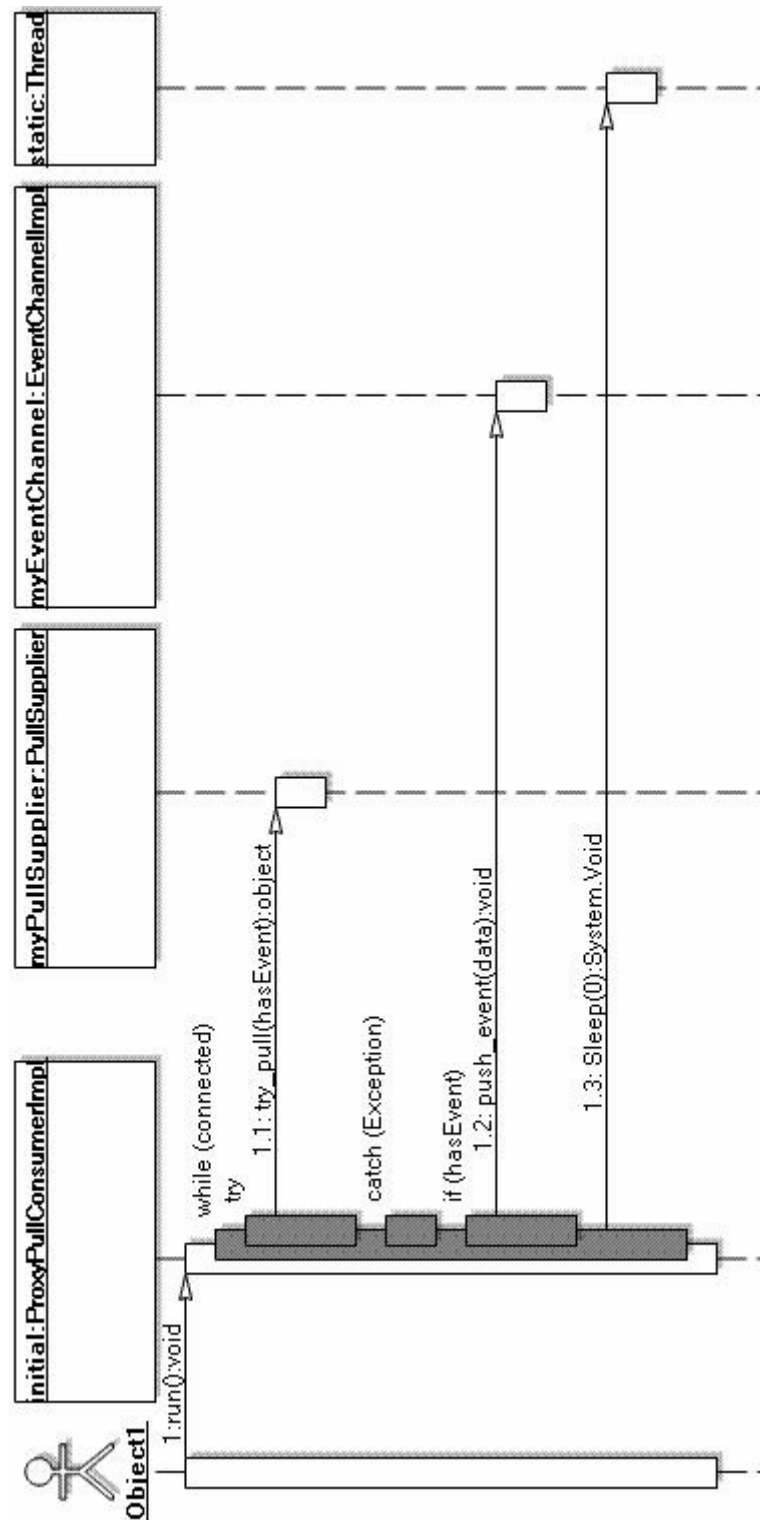 Object1
initial:ProxyPullConsumerImpl
myPullSupplier:PullSupplier
myEventChannel:EventChannelImpl
static:Thread
1:run():void
while (connected)
try
1.1: try_pull(hasEvent):object
catch (Exception)
if (hasEvent)
1.2: push_event(data):void
1.3: Sleep(0):System.Void